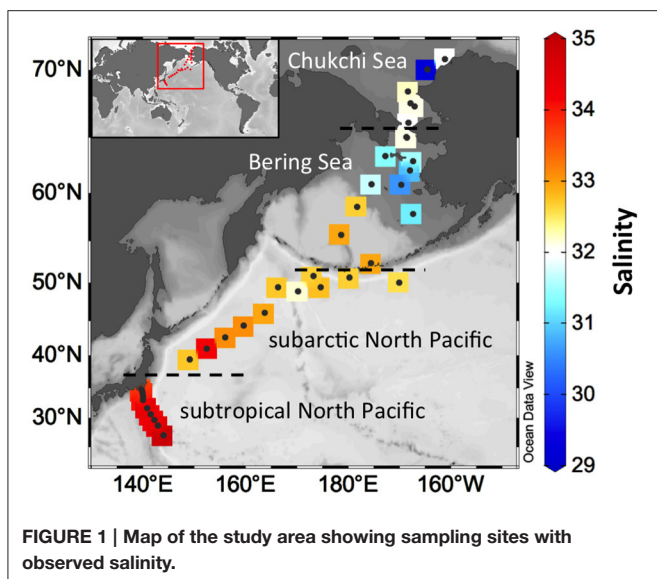 Chukchi Sea
Bering Sea
subarctic North Pacific
subtropical North Pacific
70°N
60°N
50°N
40°N
30°N
140°E
160°E
180°E
160°W
Ocean Data View
35
34
33
32
31
30
29
Salinity
FIGURE 1 | Map of the study area showing sampling sites with
observed salinity.